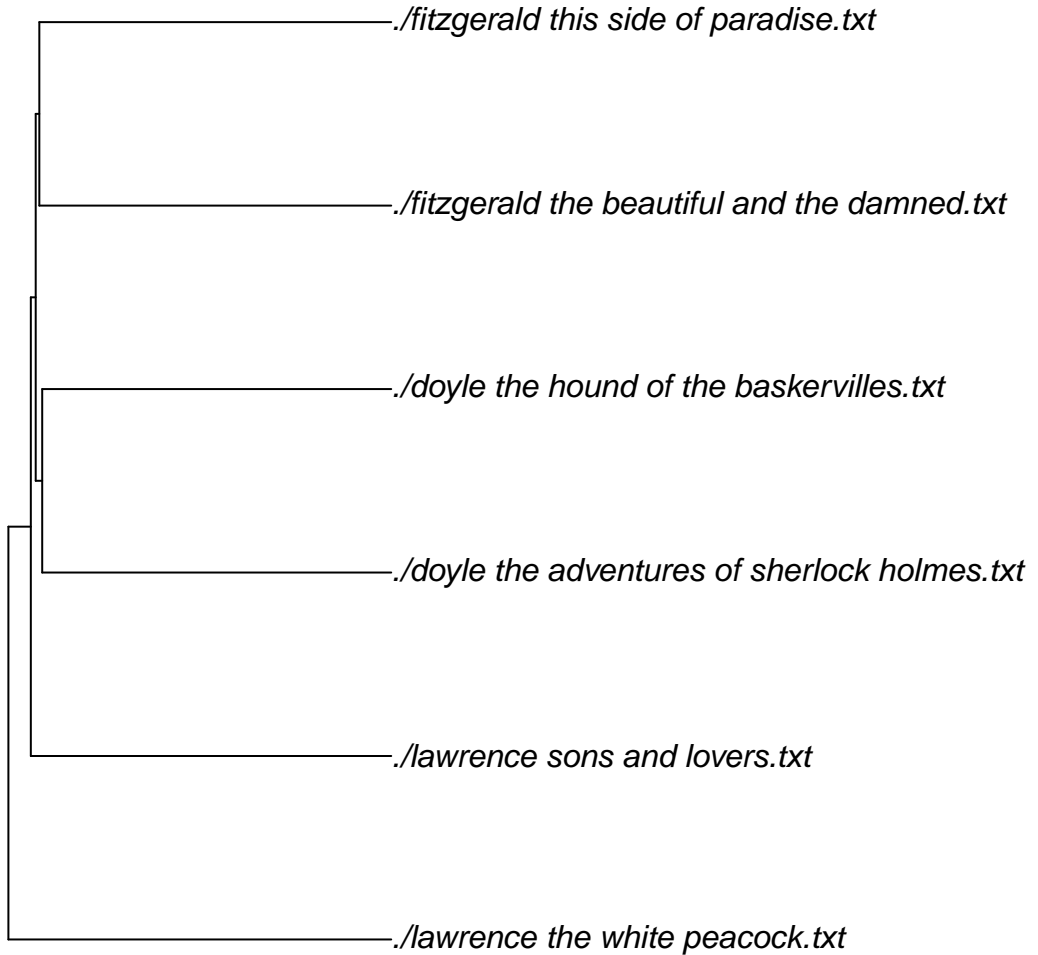 ./fitzgerald this side of paradise.txt
./fitzgerald the beautiful and the damned.txt
./doyle the hound of the baskervilles.txt
./doyle the adventures of sherlock holmes.txt
./lawrence sons and lovers.txt
./lawrence the white peacock.txt